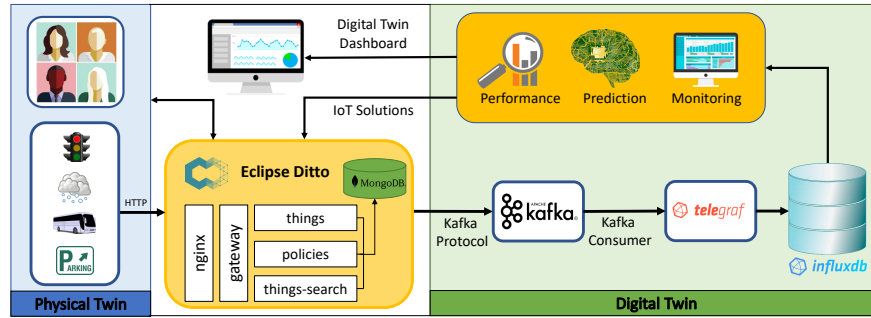 Digital Twin
Dashboard
Performance
Prediction
Monitoring
IoT Solutions
HTTP
Eclipse Ditto
MongoDB
nginx
gateway
things
policies
things-search
Kafka
Protocol
APACHE
kafka®
Kafka
Consumer
telegraf
influxdb
P
ARKING
Physical Twin
Digital Twin